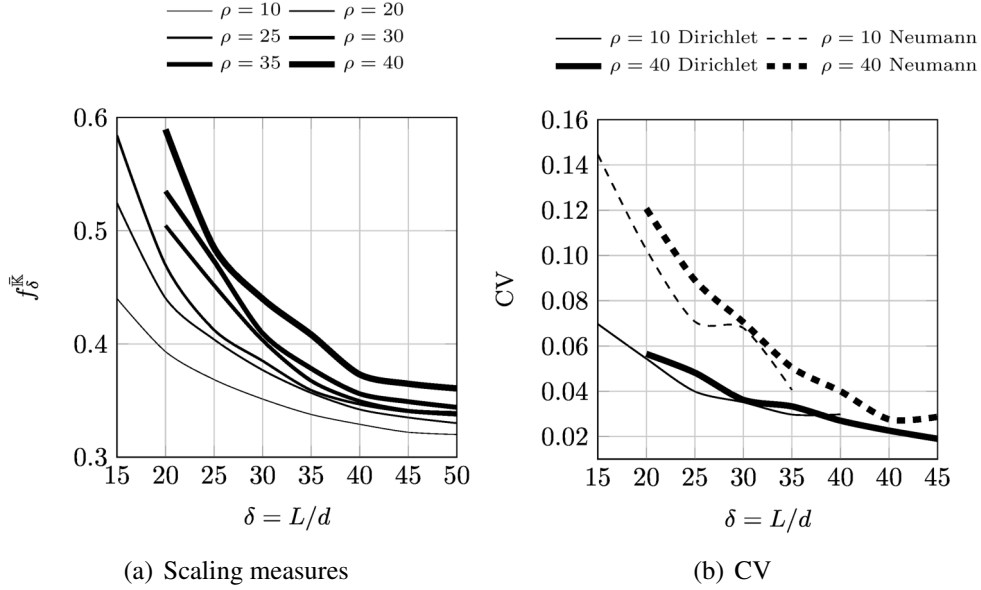 ρ = 10 ρ = 20
ρ = 25 ρ = 30
ρ = 35 ρ = 40
0.6
0.5
0.4
0.3
15 20 25 30 35 40 45 50
f_δ^𝕂̄
δ = L/d
(a) Scaling measures
ρ = 10 Dirichlet ρ = 10 Neumann
ρ = 40 Dirichlet ρ = 40 Neumann
0.16
0.14
0.12
0.10
0.08
0.06
0.04
0.02
15 20 25 30 35 40 40 45
CV
δ = L/d
(b) CV